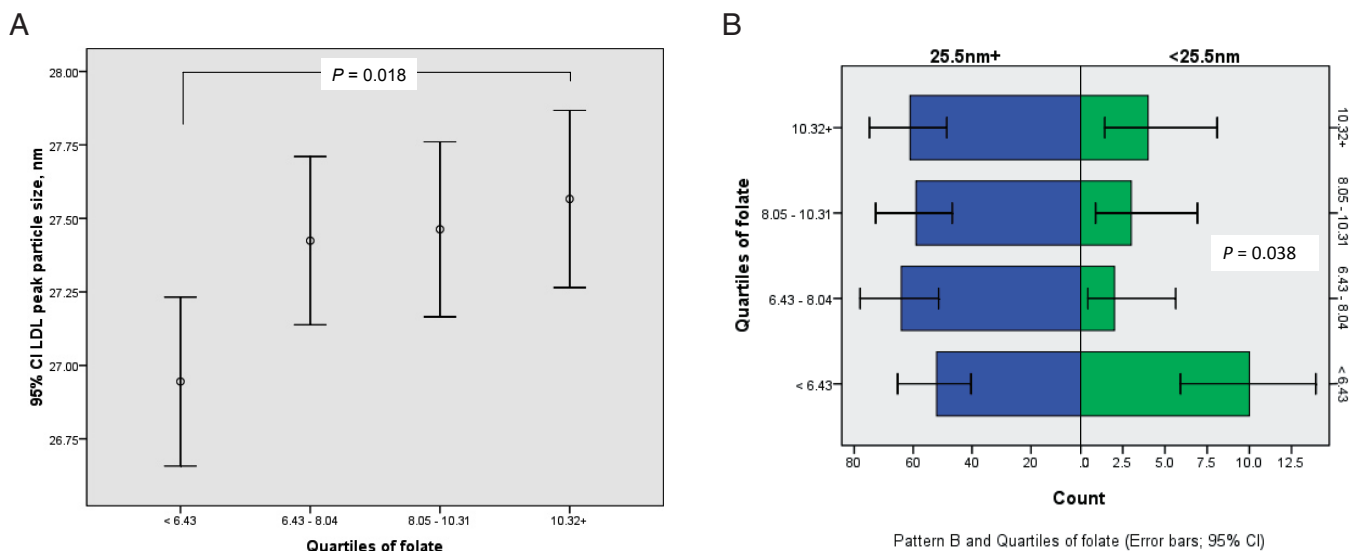 A
28.00
27.75
27.50
27.25
27.00
26.75
95% CI LDL peak particle size, nm
P = 0.018
< 6.43
6.43 - 8.04
8.05 - 10.31
10.32+
Quartiles of folate
B
25.5nm+
<25.5nm
Quartiles of folate
10.32+
8.05 - 10.31
6.43 - 8.04
< 6.43
10.32+
8.05 - 10.31
6.43 - 8.04
< 6.43
P = 0.038
80
60
40
20
.0
2.5
5.0
7.5
10.0
12.5
Count
Pattern B and Quartiles of folate (Error bars; 95% CI)